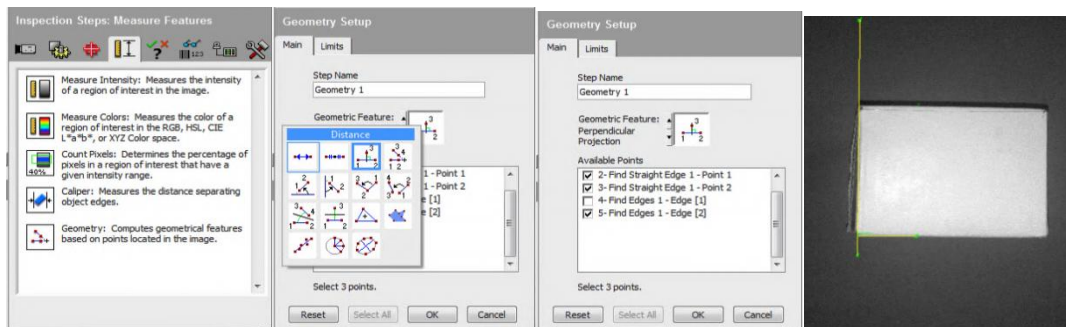 Inspection Steps: Measure Features
123
Measure Intensity: Measures the intensity
of a region of interest in the image.
Measure Colors: Measures the color of a
region of interest in the RGB, HSL, CIE
L*a*b*, or XYZ Color space.
Count Pixels: Determines the percentage of
pixels in a region of interest that have a
given intensity range.
40%
Caliper: Measures the distance separating
object edges.
Geometry: Computes geometrical features
based on points located in the image.
Geometry Setup
Main Limits
Step Name
Geometry 1
Geometric Feature:
3
1 2
Distance
1 - Point 1
1 - Point 2
e [1]
e [2]
Select 3 points.
Reset Select All OK Cancel
Geometry Setup
Main Limits
Step Name
Geometry 1
Geometric Feature:
Perpendicular
Projection
3
1 2
Available Points
2- Find Straight Edge 1 - Point 1
3- Find Straight Edge 1 - Point 2
4- Find Edges 1 - Edge [1]
5- Find Edges 1 - Edge [2]
Select 3 points.
Reset Select All OK Cancel